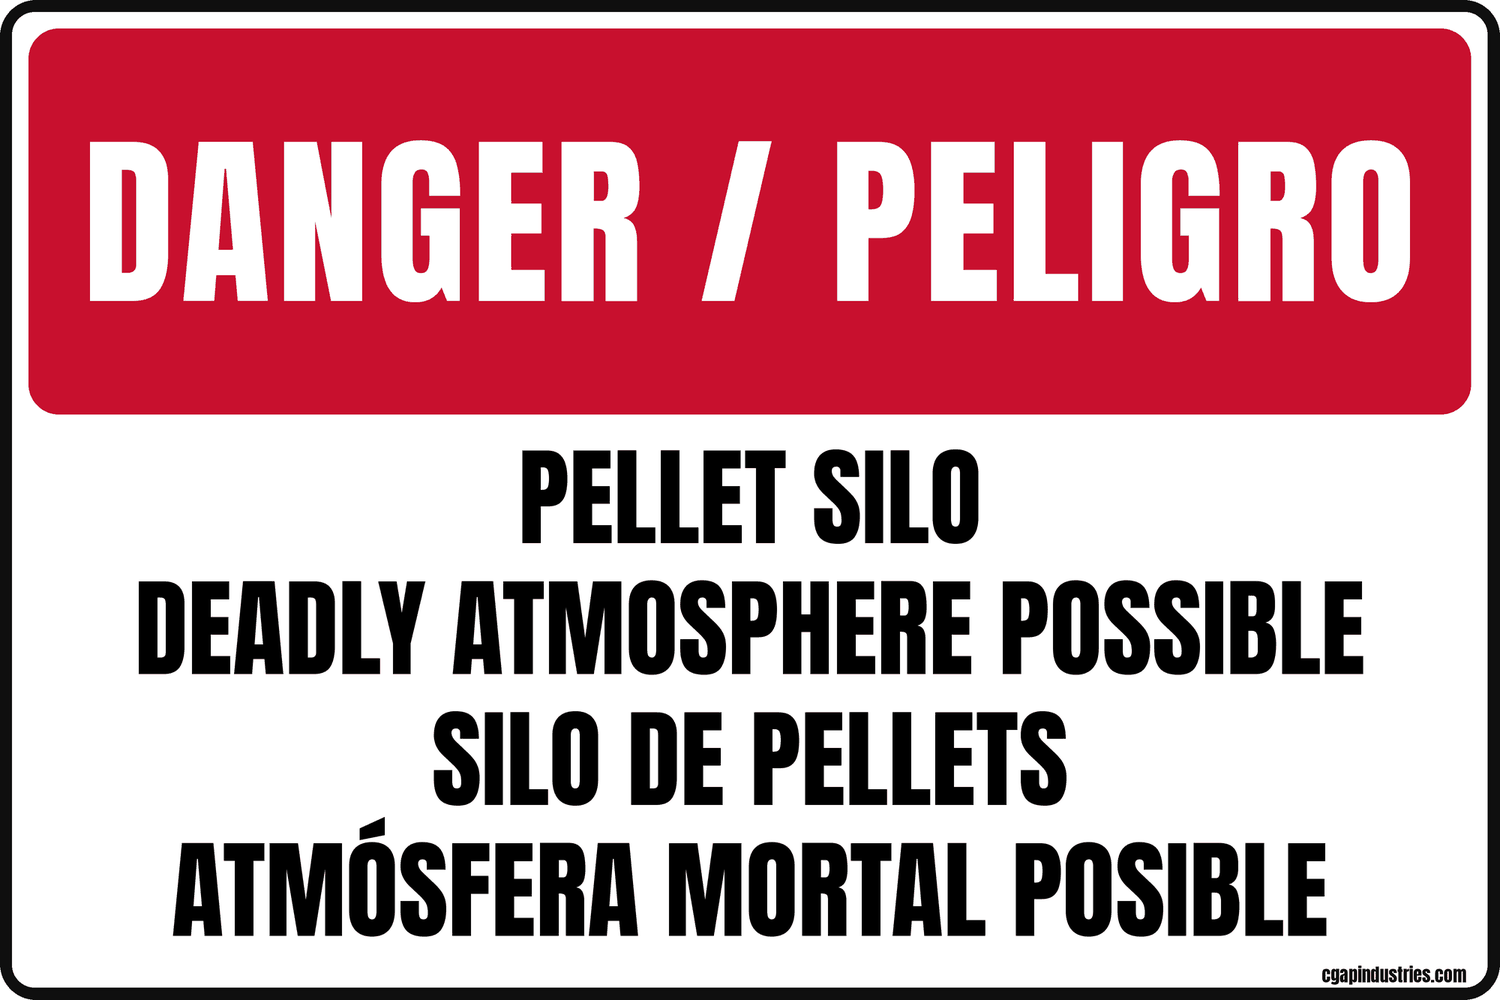 DANGER / PELIGRO
PELLET SILO
DEADLY ATMOSPHERE POSSIBLE
SILO DE PELLETS
ATMÓSFERA MORTAL POSIBLE
cgapindustries.com